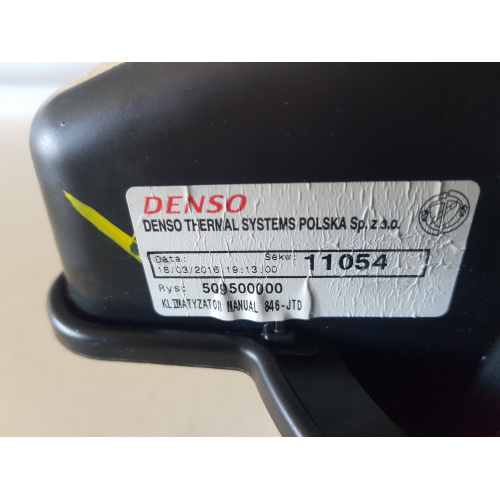 DENSO
DENSO THERMAL SYSTEMS POLSKA Sp. z o.o.
Data: Sekw: 11054
18/03/2016 19:13:00
Rys: 5Q9500000
KLIMATYZATOR MANUAL 846-JTD